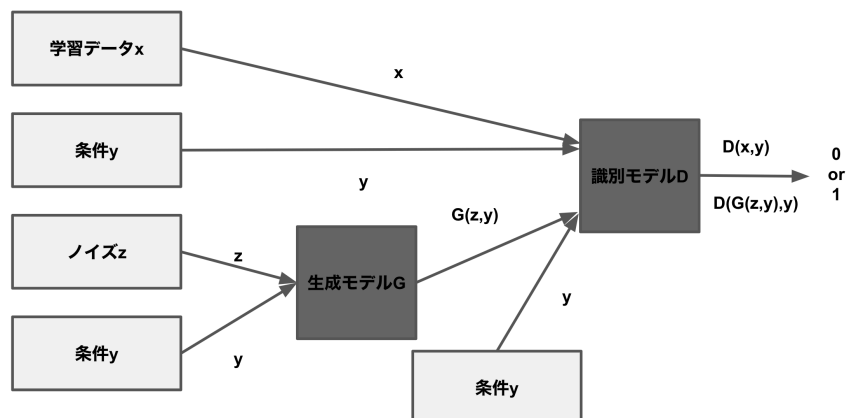 学習データx
x
条件y
y
識別モデルD
D(x,y)
D(G(z,y),y)
0
or
1
ノイズz
z
生成モデルG
G(z,y)
条件y
y
条件y
y